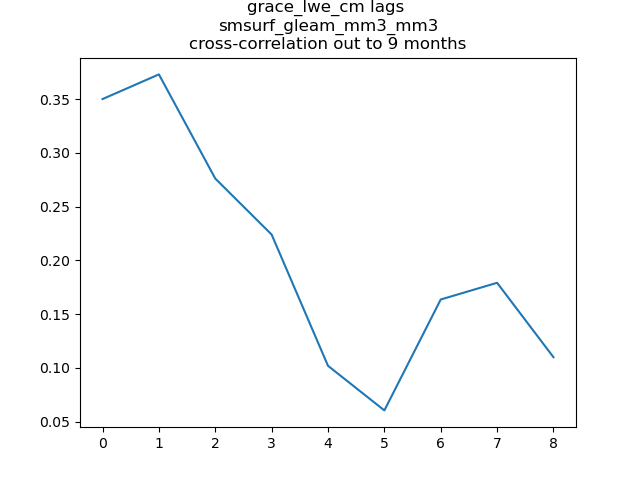 grace_lwe_cm lags
smsurf_gleam_mm3_mm3
cross-correlation out to 9 months
0.35
0.30
0.25
0.20
0.15
0.10
0.05
0 1 2 3 4 5 6 7 8